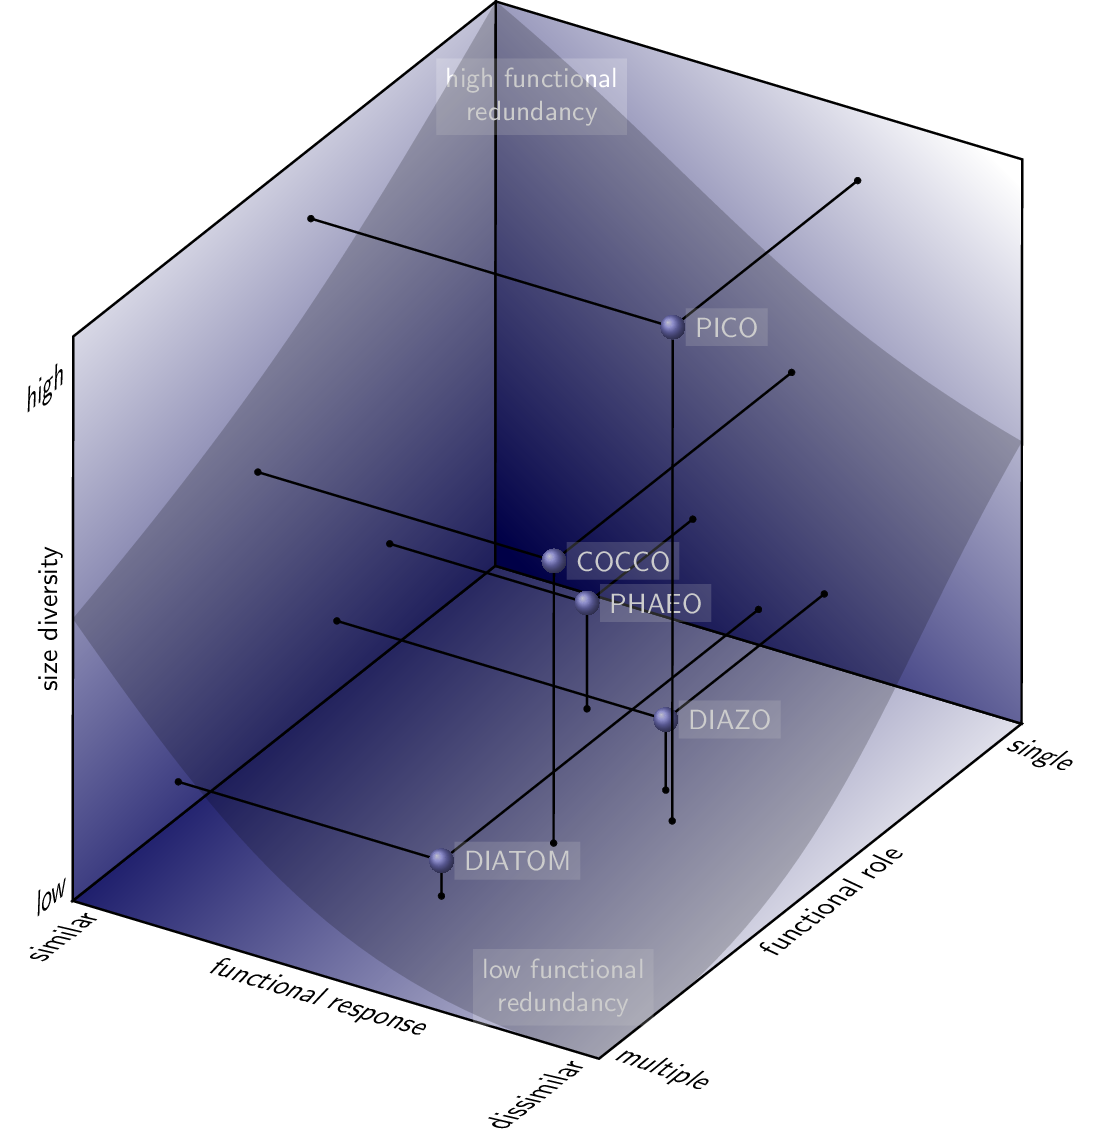 high functional
redundancy
PICO
high
COCCO
PHAEO
size diversity
DIAZO
single
DIATOM
low
similar
functional role
functional response
low functional
redundancy
multiple
dissimilar